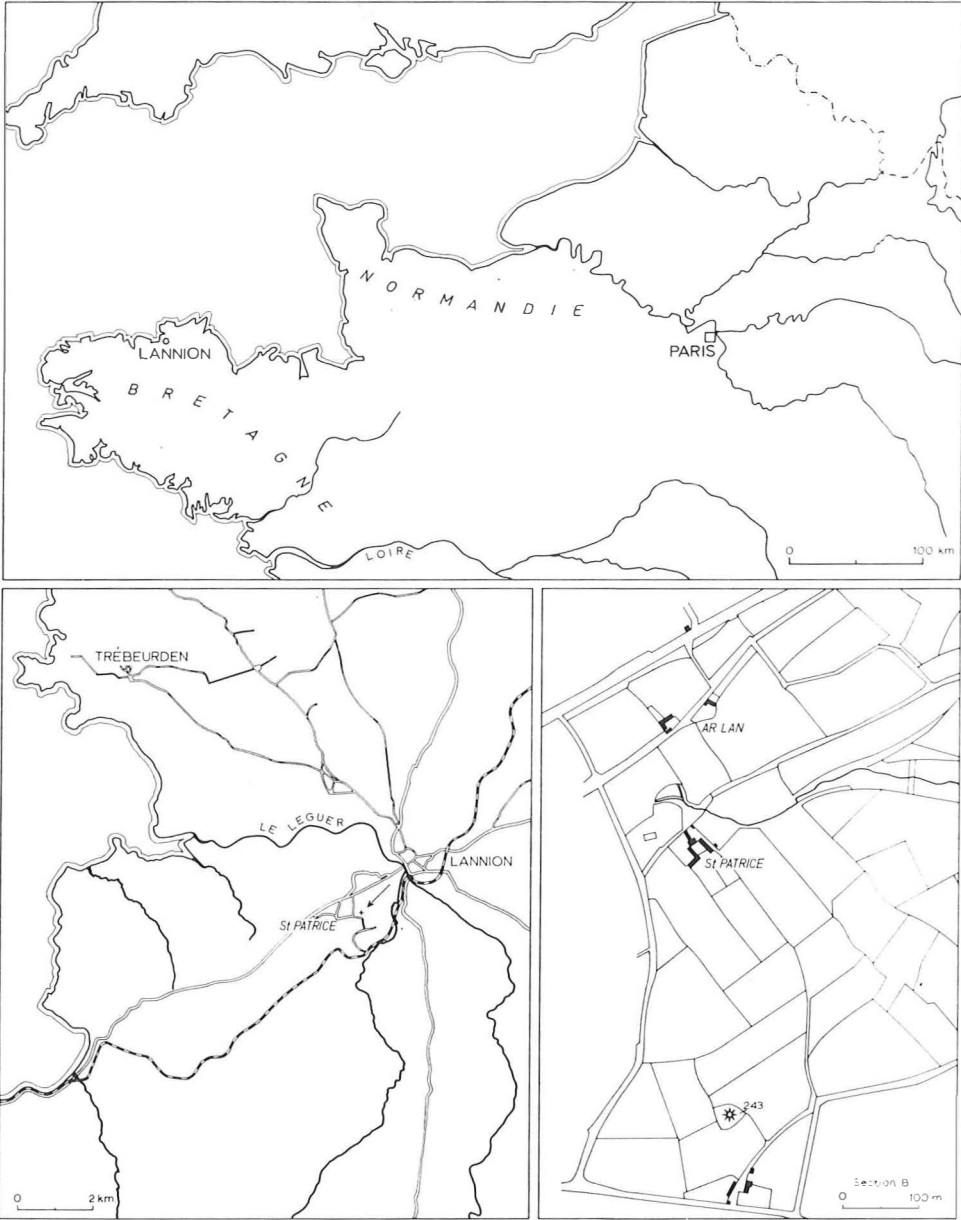 NORMANDIE
LANNION
PARIS
BRETAGNE
LOIRE
0 100 km
TRÉBEURDEN
LE LEGUER
LANNION
St PATRICE
0 2 km
AR LAN
St PATRICE
243
Section B
0 100 m